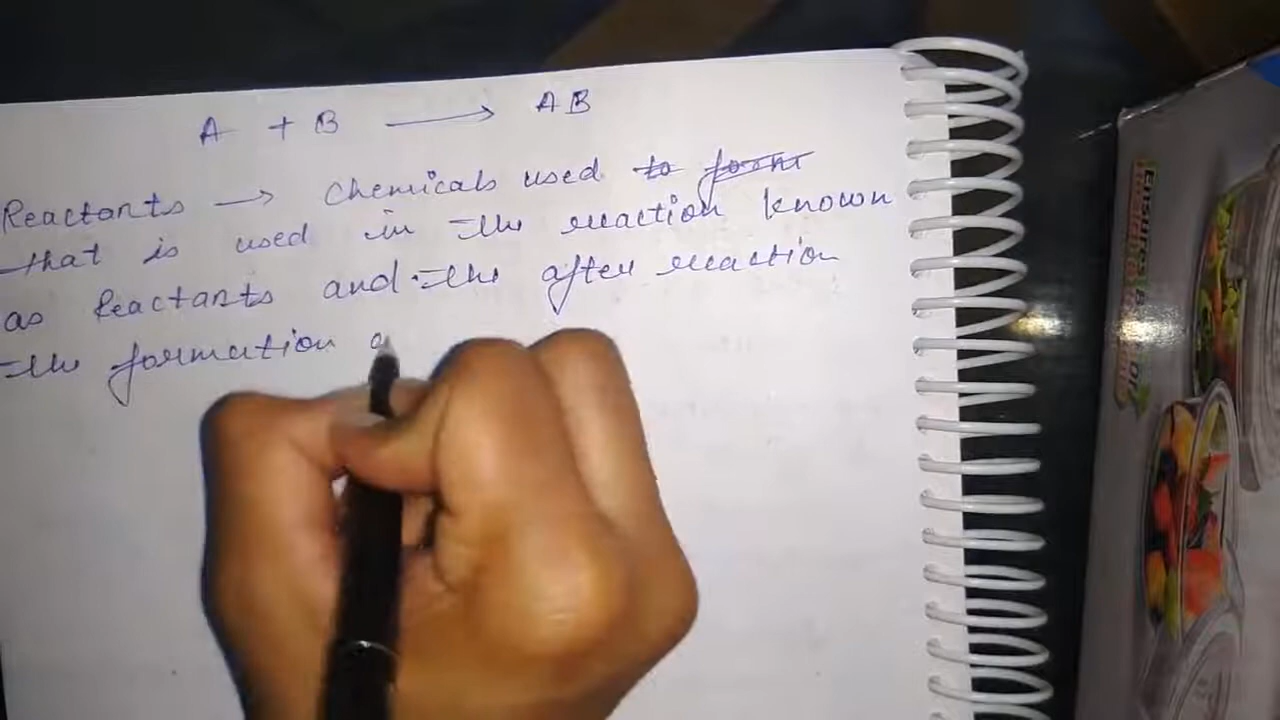 A + B → AB
Reactants → Chemicals used to form
that is used in the reaction known
as Reactants and the after reaction
the formation
Ensures